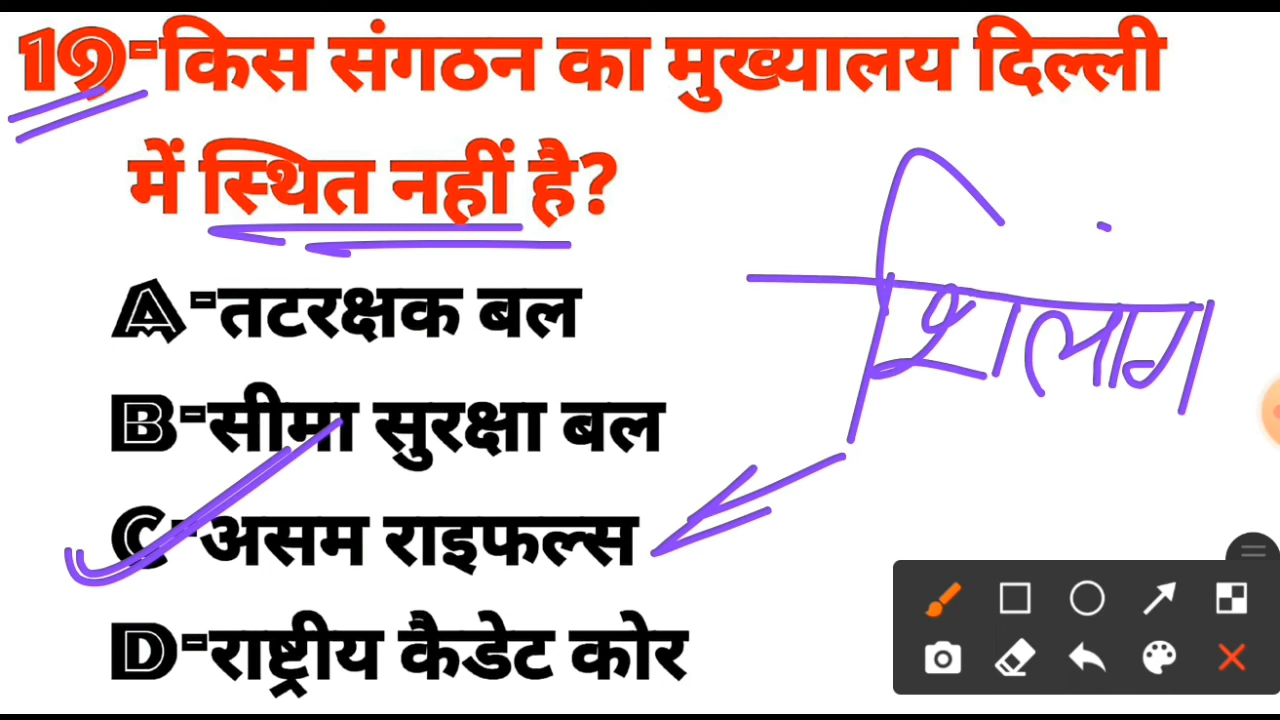 19-किस संगठन का मुख्यालय दिल्ली
में स्थित नहीं है?
शिलांग
A-तटरक्षक बल
B-सीमा सुरक्षा बल
C-असम राइफल्स
D-राष्ट्रीय कैडेट कोर